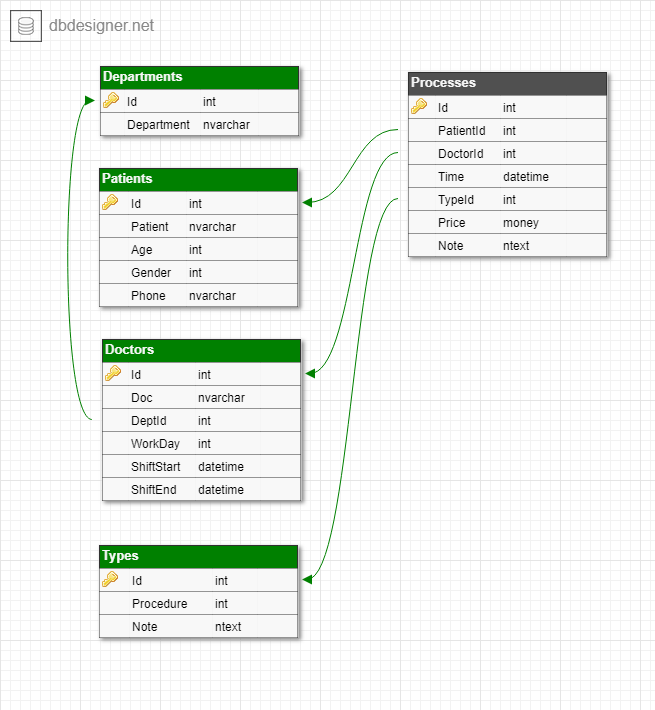 dbdesigner.net
Departments
Id int
Department nvarchar
Patients
Id int
Patient nvarchar
Age int
Gender int
Phone nvarchar
Doctors
Id int
Doc nvarchar
DeptId int
WorkDay int
ShiftStart datetime
ShiftEnd datetime
Types
Id int
Procedure int
Note ntext
Processes
Id int
PatientId int
DoctorId int
Time datetime
TypeId int
Price money
Note ntext